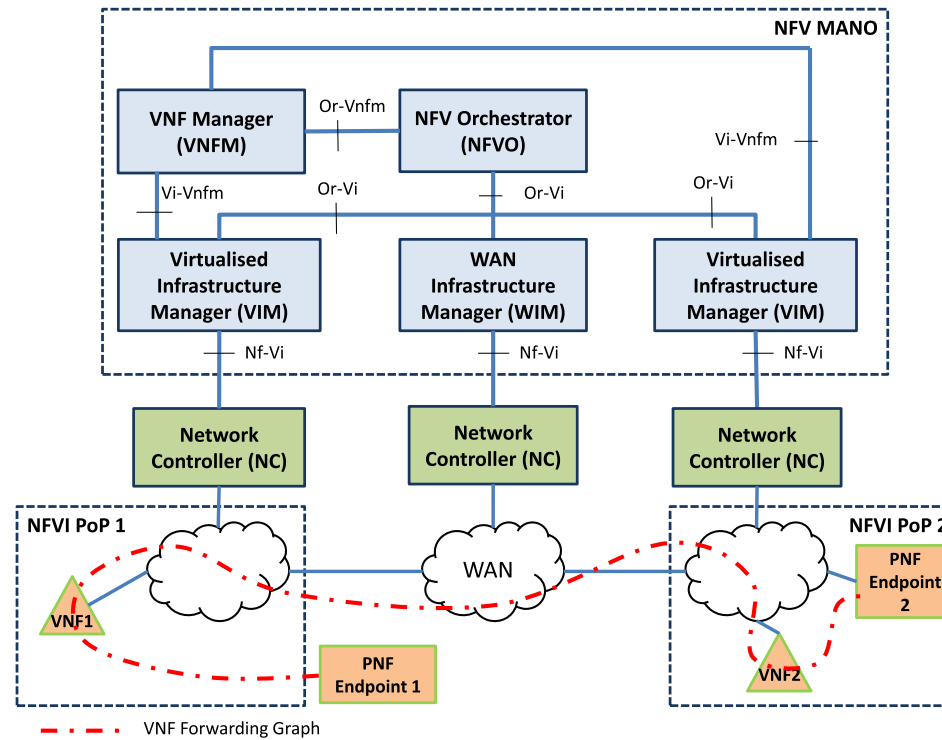 NFV MANO
VNF Manager
(VNFM)
Or-Vnfm
NFV Orchestrator
(NFVO)
Vi-Vnfm
Vi-Vnfm
Or-Vi
Or-Vi
Or-Vi
Virtualised
Infrastructure
Manager (VIM)
WAN
Infrastructure
Manager (WIM)
Virtualised
Infrastructure
Manager (VIM)
Nf-Vi
Nf-Vi
Nf-Vi
Network
Controller (NC)
Network
Controller (NC)
Network
Controller (NC)
NFVI PoP 1
NFVI PoP 2
WAN
PNF
Endpoint
2
VNF1
PNF
Endpoint 1
VNF2
VNF Forwarding Graph